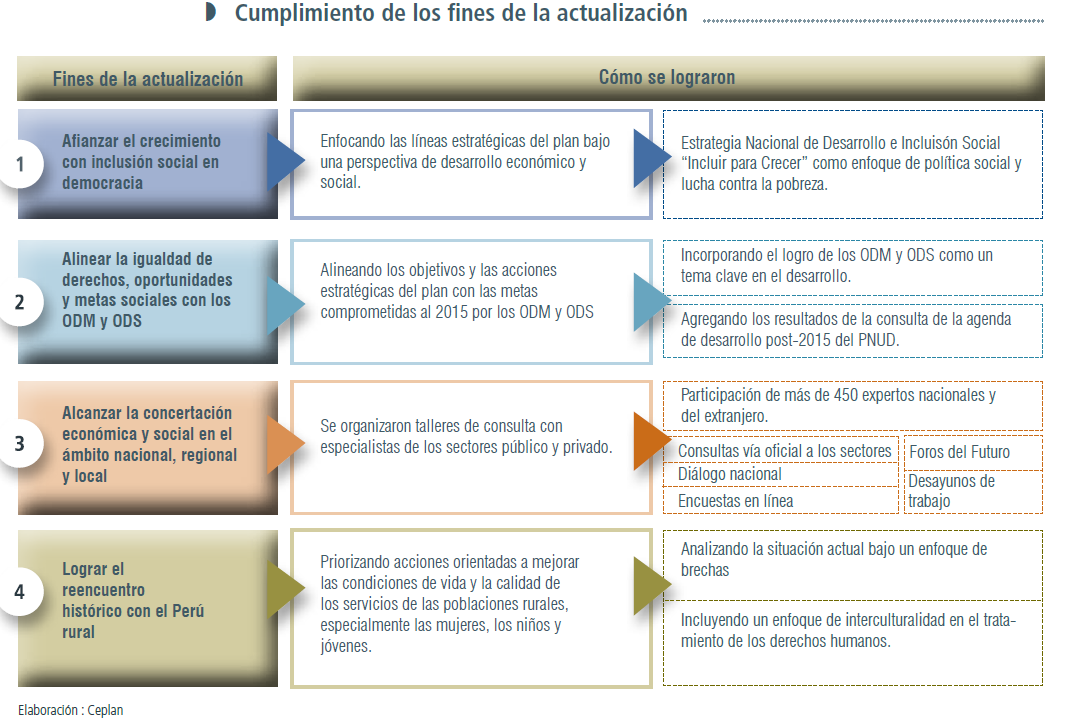 Cumplimiento de los fines de la actualización
Fines de la actualización
Cómo se lograron
1
Afianzar el crecimiento
con inclusión social en
democracia
Enfocando las líneas estratégicas del plan bajo
una perspectiva de desarrollo económico y
social.
Estrategia Nacional de Desarrollo e Incluisón Social
“Incluir para Crecer” como enfoque de política social y
lucha contra la pobreza.
2
Alinear la igualdad de
derechos, oportunidades
y metas sociales con los
ODM y ODS
Alineando los objetivos y las acciones
estratégicas del plan con las metas
comprometidas al 2015 por los ODM y ODS
Incorporando el logro de los ODM y ODS como un
tema clave en el desarrollo.
Agregando los resultados de la consulta de la agenda
de desarrollo post-2015 del PNUD.
3
Alcanzar la concertación
económica y social en el
ámbito nacional, regional
y local
Se organizaron talleres de consulta con
especialistas de los sectores público y privado.
Participación de más de 450 expertos nacionales y
del extranjero.
Consultas vía oficial a los sectores
Diálogo nacional
Encuestas en línea
Foros del Futuro
Desayunos de
trabajo
4
Lograr el
reencuentro
histórico con el Perú
rural
Priorizando acciones orientadas a mejorar
las condiciones de vida y la calidad de
los servicios de las poblaciones rurales,
especialmente las mujeres, los niños y
jóvenes.
Analizando la situación actual bajo un enfoque de
brechas
Incluyendo un enfoque de interculturalidad en el trata-
miento de los derechos humanos.
Elaboración : Ceplan